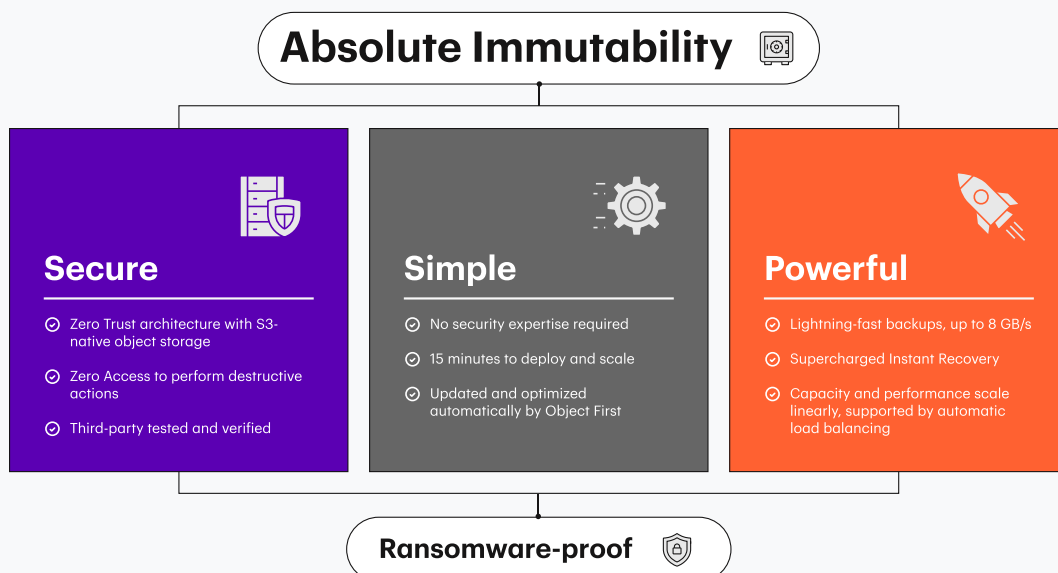 Absolute Immutability
Secure
Zero Trust architecture with S3-
native object storage
Zero Access to perform destructive
actions
Third-party tested and verified
Simple
No security expertise required
15 minutes to deploy and scale
Updated and optimized
automatically by Object First
Powerful
Lightning-fast backups, up to 8 GB/s
Supercharged Instant Recovery
Capacity and performance scale
linearly, supported by automatic
load balancing
Ransomware-proof